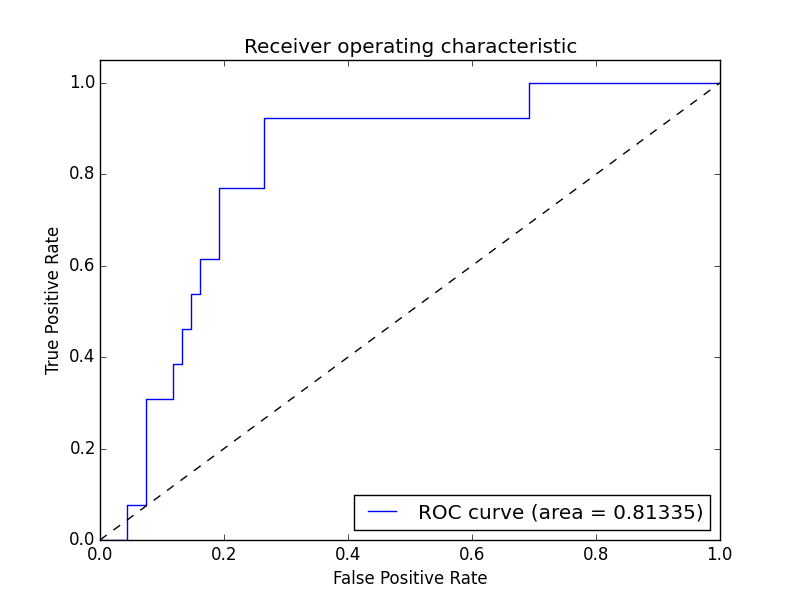 Receiver operating characteristic
1.0
0.8
0.6
0.4
0.2
0.0
True Positive Rate
ROC curve (area = 0.81335)
0.0 0.2 0.4 0.6 0.8 1.0
False Positive Rate